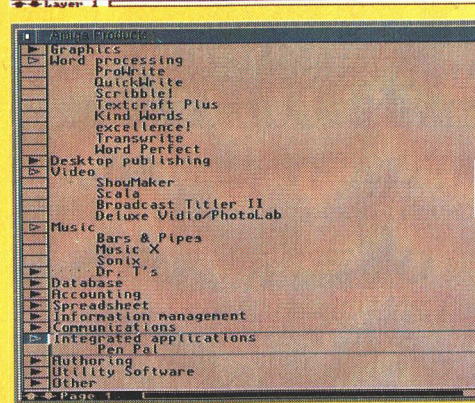 Layer 1
Amiga Products
Graphics
Word processing
ProWrite
QuickWrite
Scribble!
Textcraft Plus
Kind Words
excellence!
Transwrite
Word Perfect
Desktop publishing
Video
ShowMaker
Scala
Broadcast Titler II
Deluxe Vidio/PhotoLab
Music
Bars & Pipes
Music X
Sonix
Dr. T's
Database
Accounting
Spreadsheet
Information management
Communications
Integrated applications
Pen Pal
Authoring
Utility Software
Other
Page 1